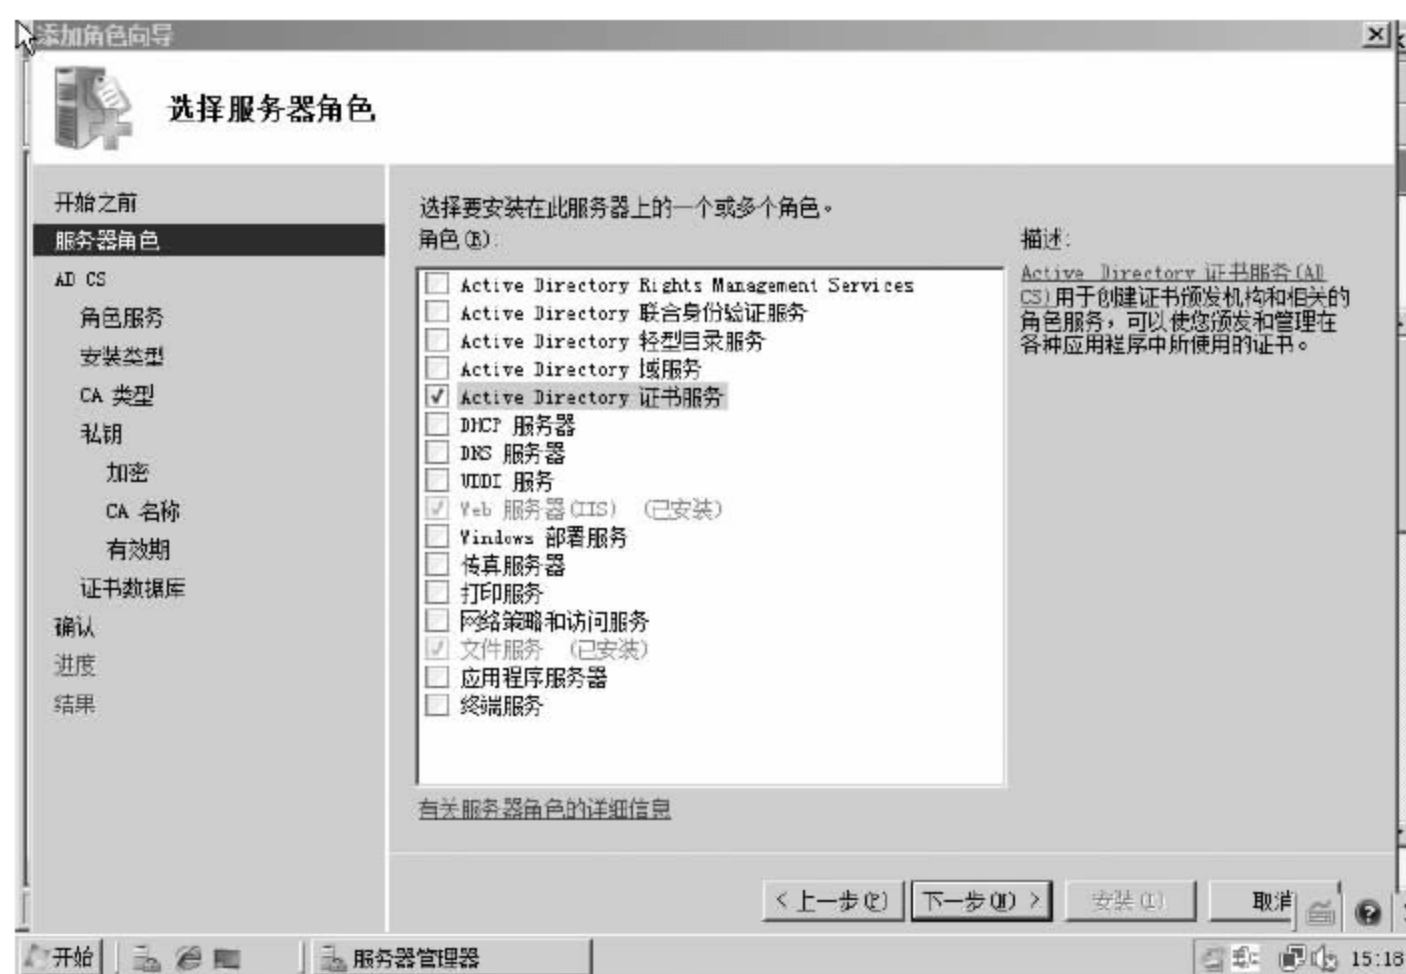 添加角色向导
选择服务器角色
开始之前
服务器角色
AD CS
角色服务
安装类型
CA 类型
私钥
加密
CA 名称
有效期
证书数据库
确认
进度
结果
选择要安装在此服务器上的一个或多个角色。
角色(R):
Active Directory Rights Management Services
Active Directory 联合身份验证服务
Active Directory 轻型目录服务
Active Directory 域服务
Active Directory 证书服务
DHCP 服务器
DNS 服务器
UDDI 服务
Web 服务器(IIS) (已安装)
Windows 部署服务
传真服务器
打印服务
网络策略和访问服务
文件服务 (已安装)
应用程序服务器
终端服务
有关服务器角色的详细信息
描述:
Active Directory 证书服务(AD
CS)用于创建证书颁发机构和相关的
角色服务，可以使您颁发和管理在
各种应用程序中所使用的证书。
< 上一步(P)
下一步(N) >
安装(I)
取消
开始
服务器管理器
15:18